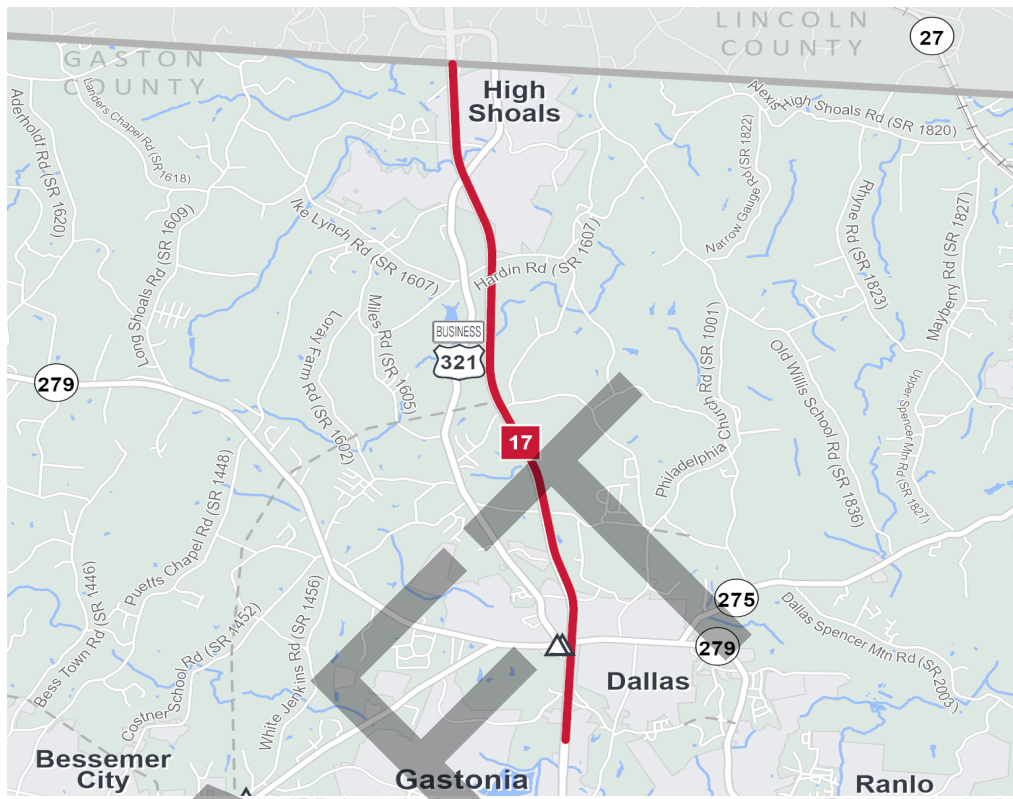 LINCOLN
COUNTY
27
GASTON
COUNTY
High
Shoals
Alexis High Shoals Rd (SR 1820)
Aderholdt Rd (SR 1620)
Landers Chapel Rd (SR1618)
Narrow Gauge Rd (SR 1822)
Rhyne Rd (SR 1823)
Mayberry Rd (SR 1827)
Long Shoals Rd (SR 1609)
Ike Lynch Rd (SR 1607)
Hardin Rd (SR 1607)
Miles Rd (SR 1605)
Loray Farm Rd (SR 1602)
BUSINESS
321
279
Philadelphia Church Rd (SR 1001)
Old Willis School Rd (SR 1836)
Upper Spencer Mtn Rd (SR 1827)
17
Puetts Chapel Rd (SR 1448)
Bess Town Rd (SR 1446)
Costner School Rd (SR 1452)
White Jenkins Rd (SR 1456)
275
279
Dallas Spencer Mtn Rd (SR 2003)
Dallas
Bessemer
City
Gastonia
Ranlo